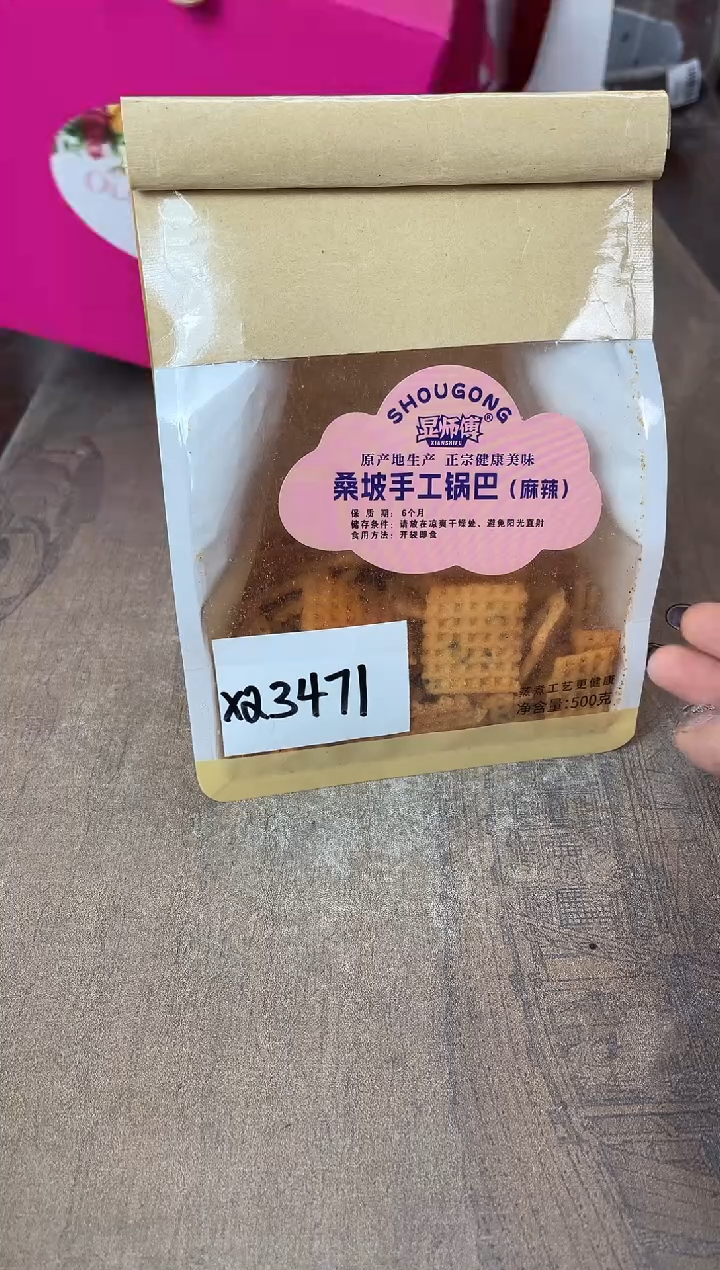 SHOUGONG
显师傅®
XIANSHIFU
原产地生产 正宗健康美味
桑坡手工锅巴（麻辣）
保 质 期：6个月
储存条件：请放在凉爽干燥处、避免阳光直射
食用方法：开袋即食
X23471
蒸煮工艺更健康
净含量:500克